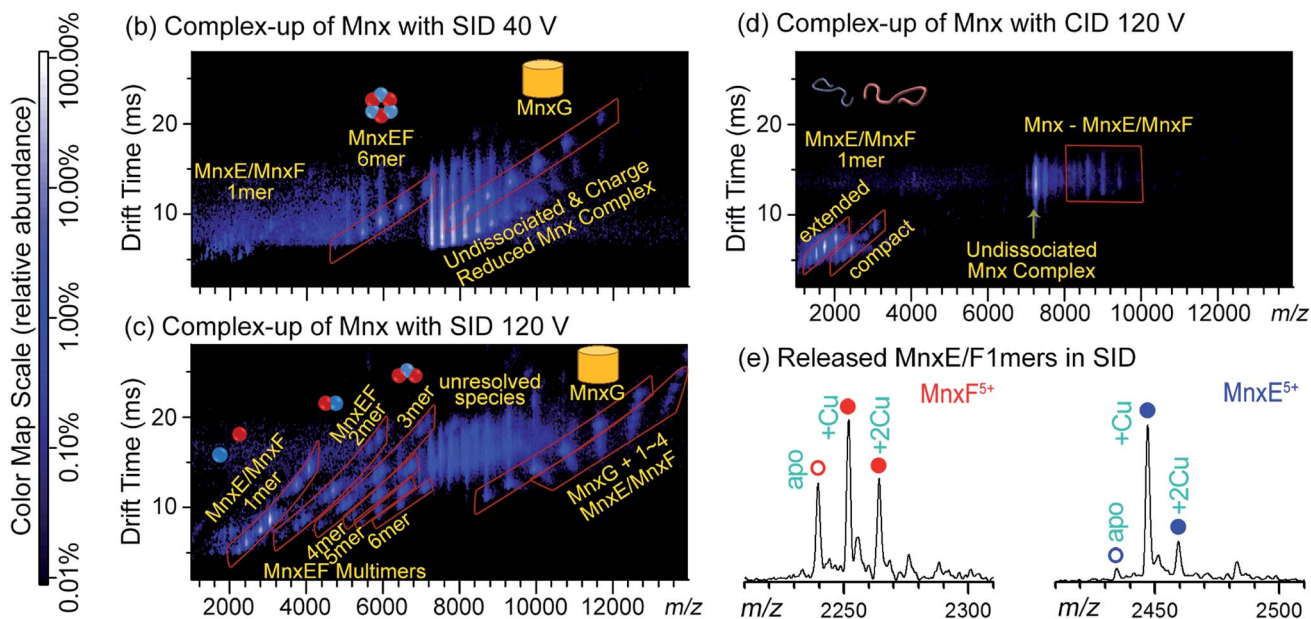 Color Map Scale (relative abundance)
100.00%
10.00%
1.00%
0.10%
0.01%
(b) Complex-up of Mnx with SID 40 V
Drift Time (ms)
20
10
MnxE/MnxF
1mer
MnxEF
6mer
MnxG
Undissociated & Charge
Reduced Mnx Complex
2000 4000 6000 8000 10000 12000 m/z
(c) Complex-up of Mnx with SID 120 V
Drift Time (ms)
20
10
MnxE/MnxF
1mer
MnxEF
2mer
3mer
unresolved
species
MnxG
4mer
5mer
6mer
MnxEF Multimers
MnxG + 1~4
MnxE/MnxF
2000 4000 6000 8000 10000 12000 m/z
(d) Complex-up of Mnx with CID 120 V
Drift Time (ms)
20
10
MnxE/MnxF
1mer
extended
compact
Mnx - MnxE/MnxF
Undissociated
Mnx Complex
2000 4000 6000 8000 10000 12000 m/z
(e) Released MnxE/F1mers in SID
MnxF5+
apo
+Cu
+2Cu
m/z 2250 2300
MnxE5+
apo
+Cu
+2Cu
m/z 2450 2500